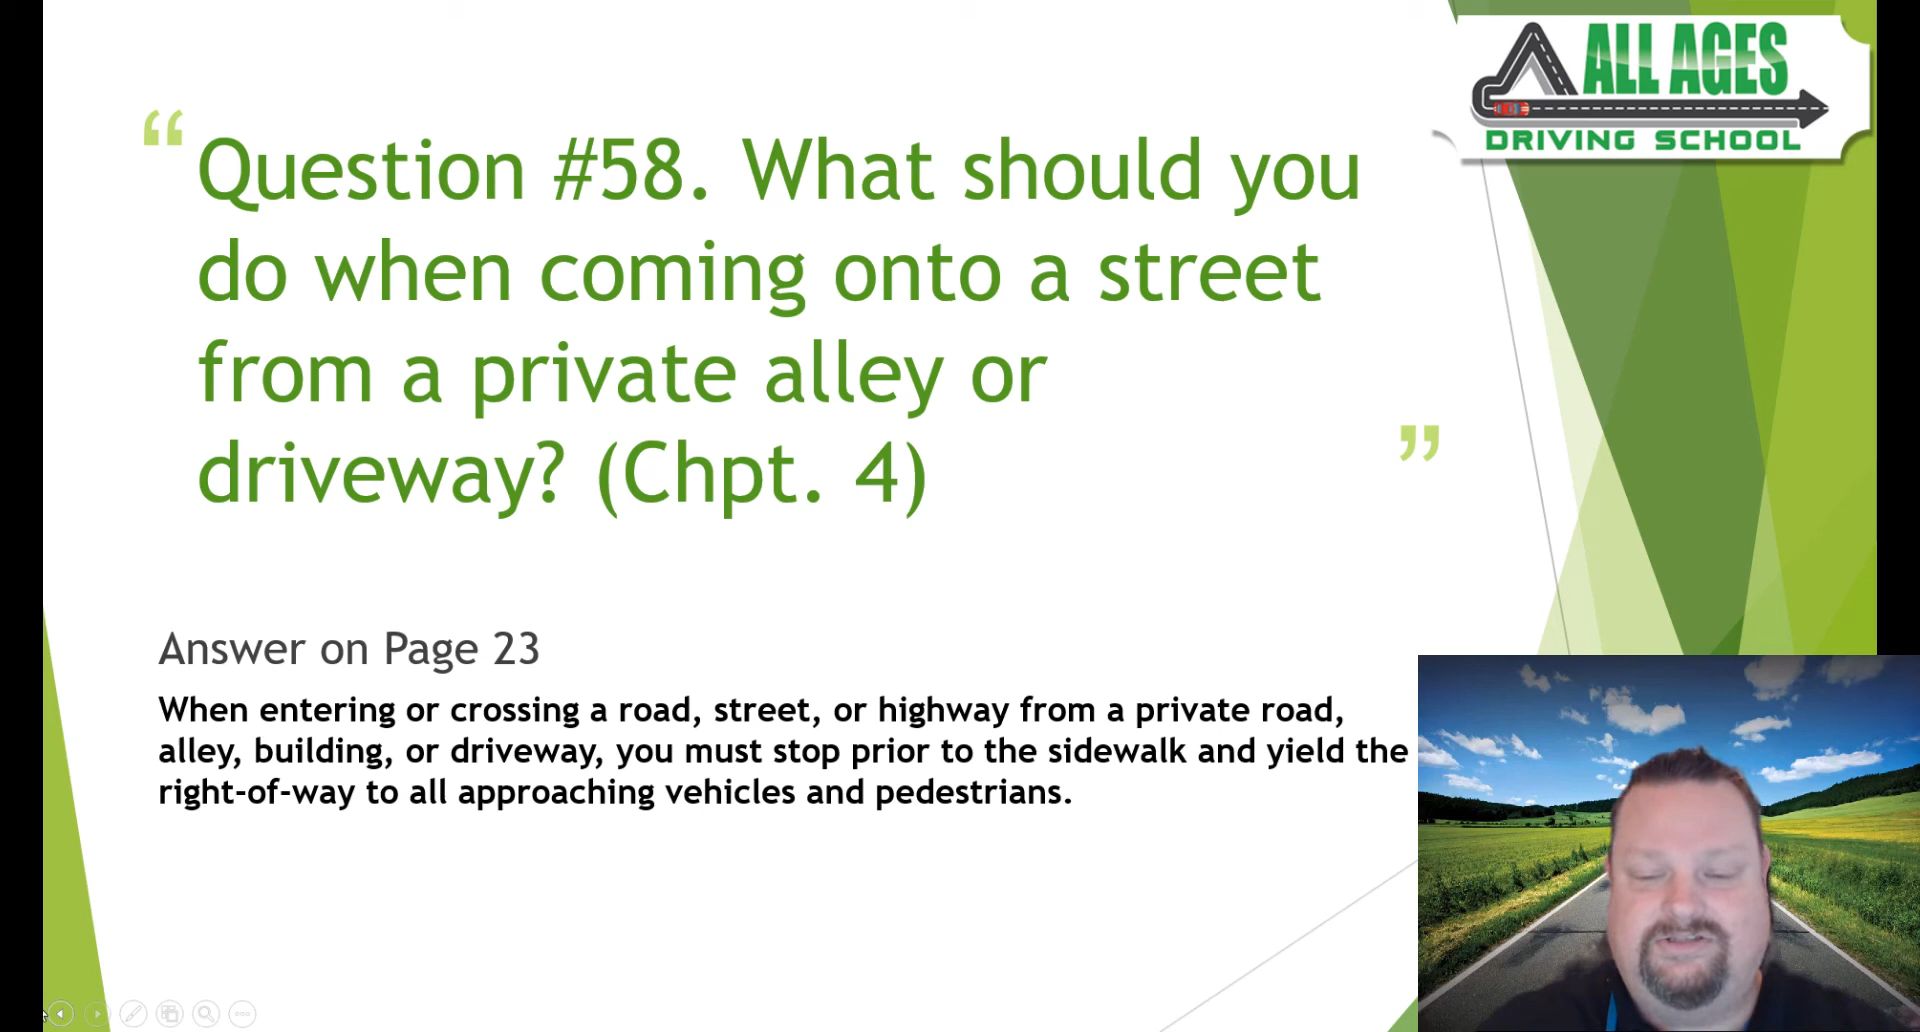 ALL AGES
DRIVING SCHOOL
“Question #58. What should you
do when coming onto a street
from a private alley or
driveway? (Chpt. 4)”
Answer on Page 23
When entering or crossing a road, street, or highway from a private road,
alley, building, or driveway, you must stop prior to the sidewalk and yield the
right-of-way to all approaching vehicles and pedestrians.